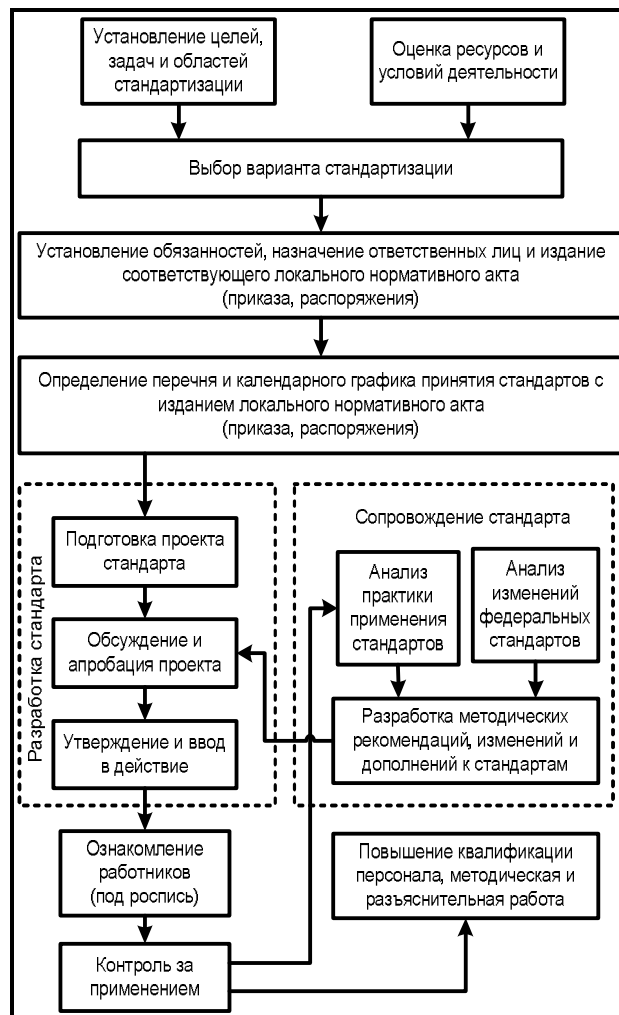 Установление целей,
задач и областей
стандартизации
Оценка ресурсов и
условий деятельности
Выбор варианта стандартизации
Установление обязанностей, назначение ответственных лиц и издание
соответствующего локального нормативного акта
(приказа, распоряжения)
Определение перечня и календарного графика принятия стандартов с
изданием локального нормативного акта
(приказа, распоряжения)
Разработка стандарта
Подготовка проекта
стандарта
Обсуждение и
апробация проекта
Утверждение и ввод
в действие
Сопровождение стандарта
Анализ
практики
применения
стандартов
Анализ
изменений
федеральных
стандартов
Разработка методических
рекомендаций, изменений и
дополнений к стандартам
Ознакомление
работников
(под роспись)
Повышение квалификации
персонала, методическая и
разъяснительная работа
Контроль за
применением